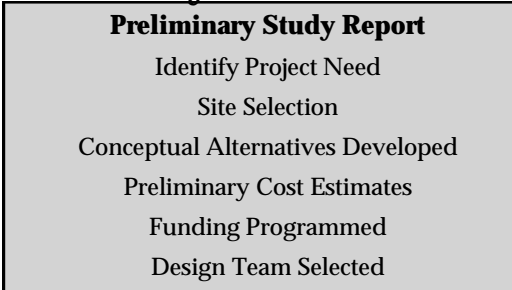 Preliminary Study Report
Identify Project Need
Site Selection
Conceptual Alternatives Developed
Preliminary Cost Estimates
Funding Programmed
Design Team Selected